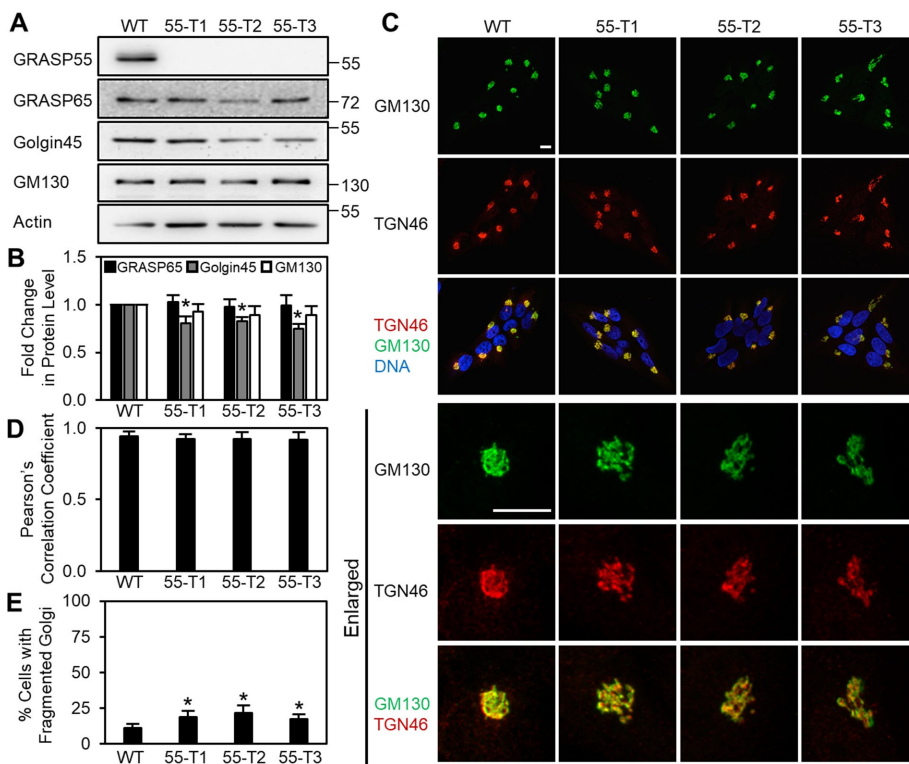 A
WT 55-T1 55-T2 55-T3
GRASP55
55
GRASP65
72
Golgin45
55
GM130
130
Actin
55
B
Fold Change
in Protein Level
1.5
1.0
0.5
0.0
GRASP65 Golgin45 GM130
* * *
WT 55-T1 55-T2 55-T3
D
Pearson's
Correlation Coefficient
1.0
0.5
0.0
WT 55-T1 55-T2 55-T3
E
% Cells with
Fragmented Golgi
100
75
50
25
0
* * *
WT 55-T1 55-T2 55-T3
C
WT 55-T1 55-T2 55-T3
GM130
TGN46
TGN46
GM130
DNA
Enlarged
GM130
TGN46
GM130
TGN46